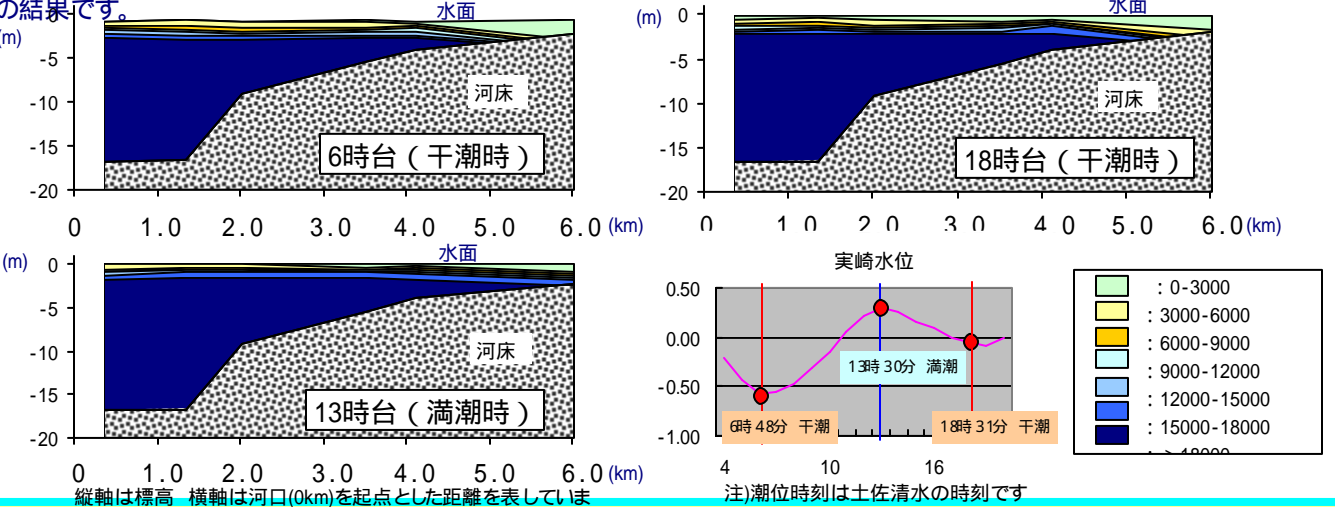 の結果です。
水面
(m)
0
-5
-10
-15
-20
河床
6時台（干潮時）
0 1.0 2.0 3.0 4.0 5.0 6.0 (km)
水面
(m)
0
-5
-10
-15
-20
河床
18時台（干潮時）
0 1.0 2.0 3.0 4.0 5.0 6.0 (km)
水面
(m)
0
-5
-10
-15
-20
河床
13時台（満潮時）
0 1.0 2.0 3.0 4.0 5.0 6.0 (km)
縦軸は標高 横軸は河口(0km)を起点とした距離を表していま
実崎水位
0.50
0.00
-0.50
-1.00
13時30分 満潮
6時48分 干潮
18時31分 干潮
4 10 16
注)潮位時刻は土佐清水の時刻です
: 0-3000
: 3000-6000
: 6000-9000
: 9000-12000
: 12000-15000
: 15000-18000